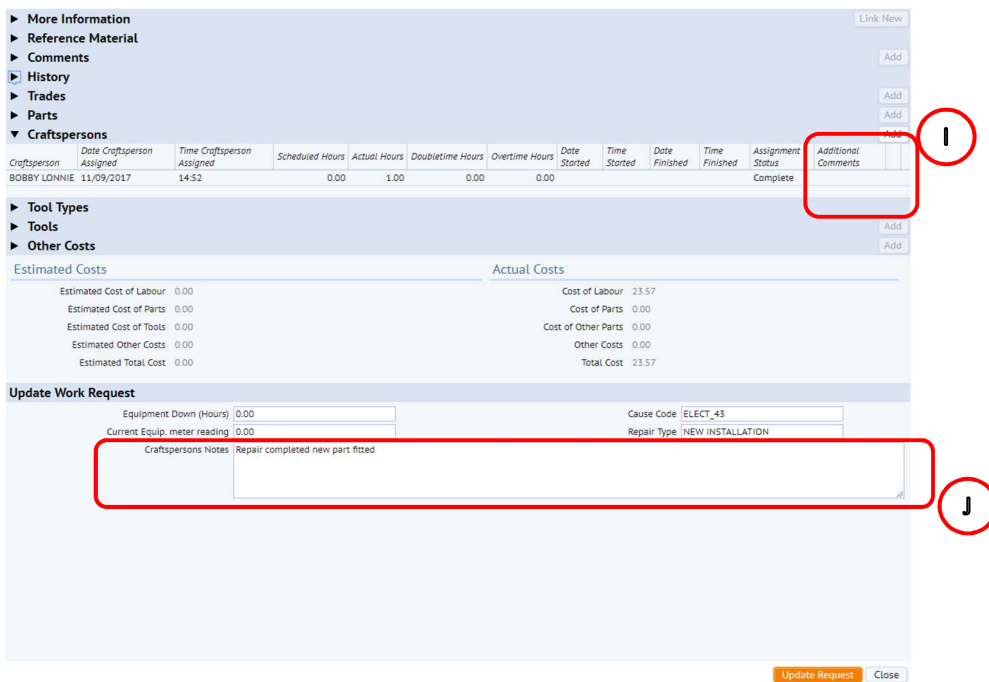 ► More Information Link New
► Reference Material
► Comments Add
► History
► Trades Add
► Parts Add
▼ Craftspersons Add
I
Craftsperson Date Craftsperson Assigned Time Craftsperson Assigned Scheduled Hours Actual Hours Doubletime Hours Overtime Hours Date Started Time Started Date Finished Time Finished Assignment Status Additional Comments
BOBBY LONNIE 11/09/2017 14:52 0.00 1.00 0.00 0.00 Complete
► Tool Types
► Tools Add
► Other Costs Add
Estimated Costs Actual Costs
Estimated Cost of Labour 0.00 Cost of Labour 23.57
Estimated Cost of Parts 0.00 Cost of Parts 0.00
Estimated Cost of Tools 0.00 Cost of Other Parts 0.00
Estimated Other Costs 0.00 Other Costs 0.00
Estimated Total Cost 0.00 Total Cost 23.57
Update Work Request
Equipment Down (Hours) 0.00 Cause Code ELECT_43
Current Equip. meter reading 0.00 Repair Type NEW INSTALLATION
Craftspersons Notes Repair completed new part fitted
J
Update Request Close